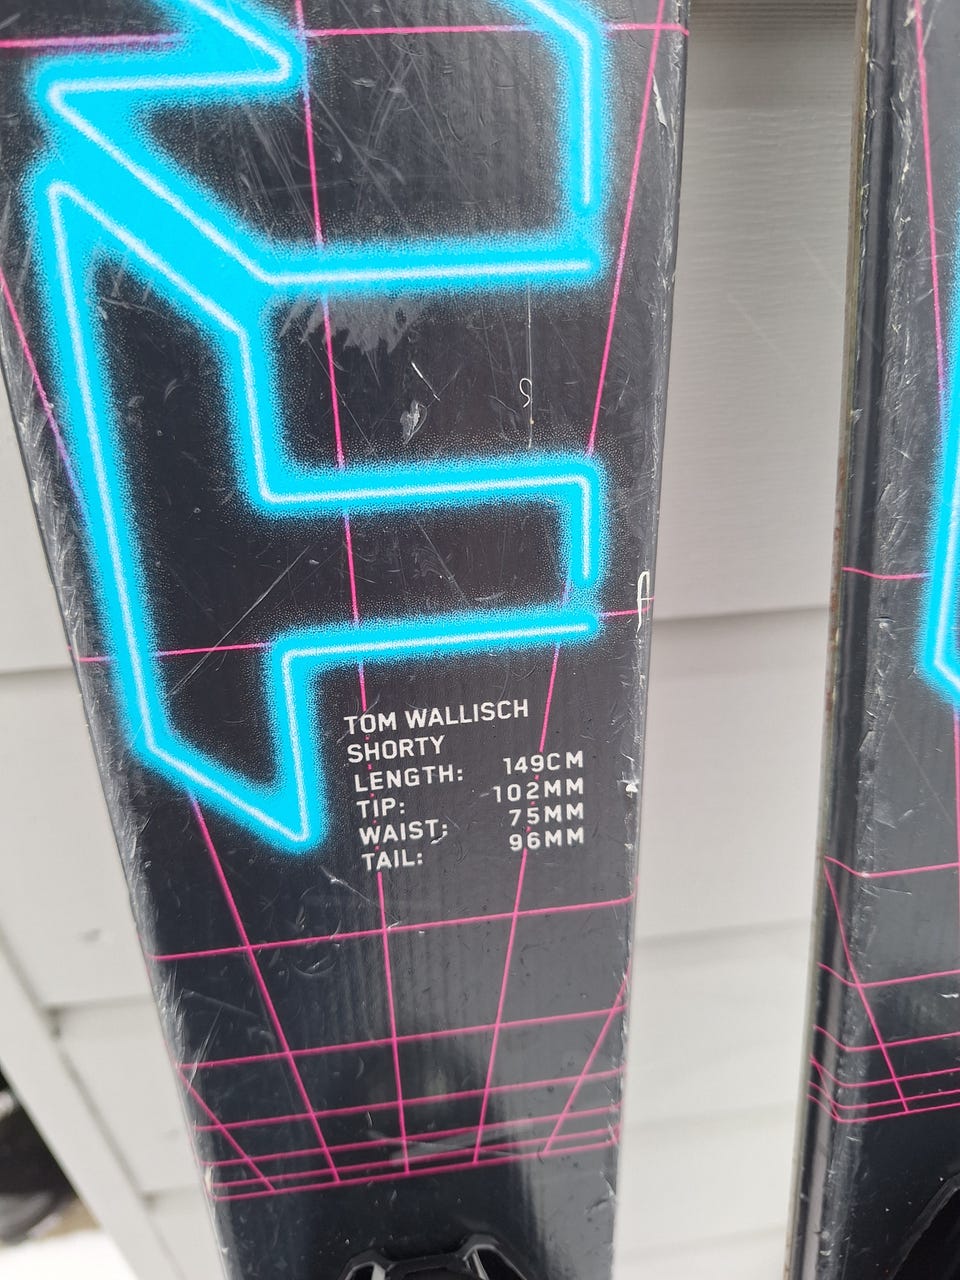 TOM WALLISCH
SHORTY
LENGTH: 149CM
TIP: 102MM
WAIST: 75MM
TAIL: 96MM